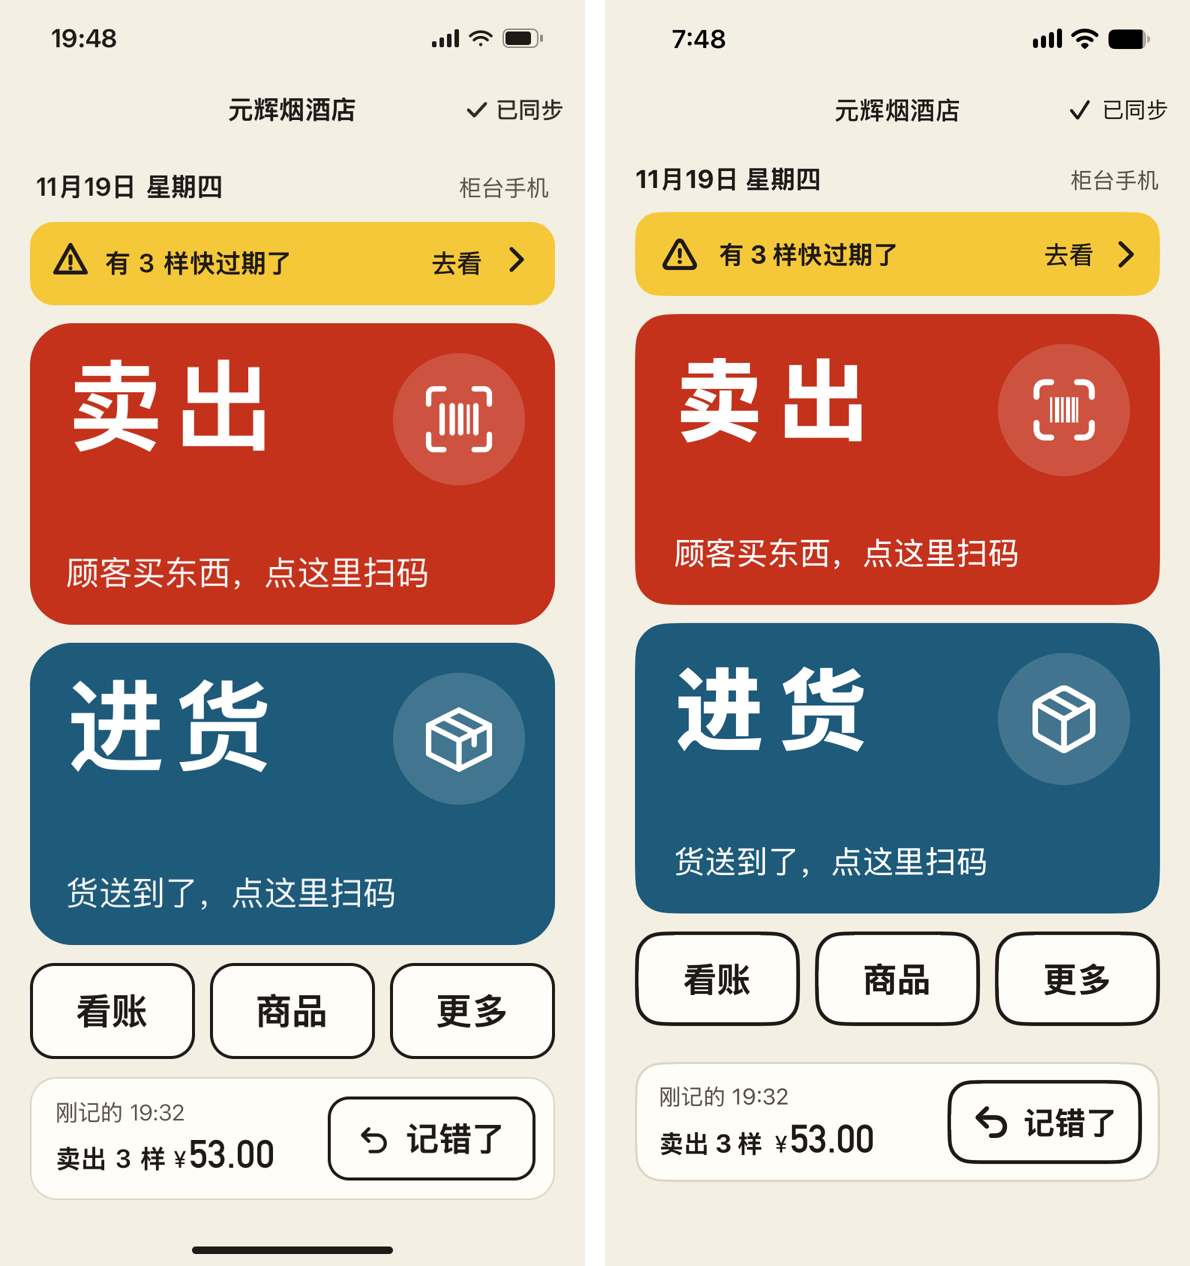 19:48
元辉烟酒店
已同步
11月19日 星期四
柜台手机
有 3 样快过期了
去看
卖出
顾客买东西，点这里扫码
进货
货送到了，点这里扫码
看账
商品
更多
刚记的 19:32
卖出 3 样 ¥53.00
记错了
7:48
元辉烟酒店
已同步
11月19日 星期四
柜台手机
有 3 样快过期了
去看
卖出
顾客买东西，点这里扫码
进货
货送到了，点这里扫码
看账
商品
更多
刚记的 19:32
卖出 3 样 ¥53.00
记错了